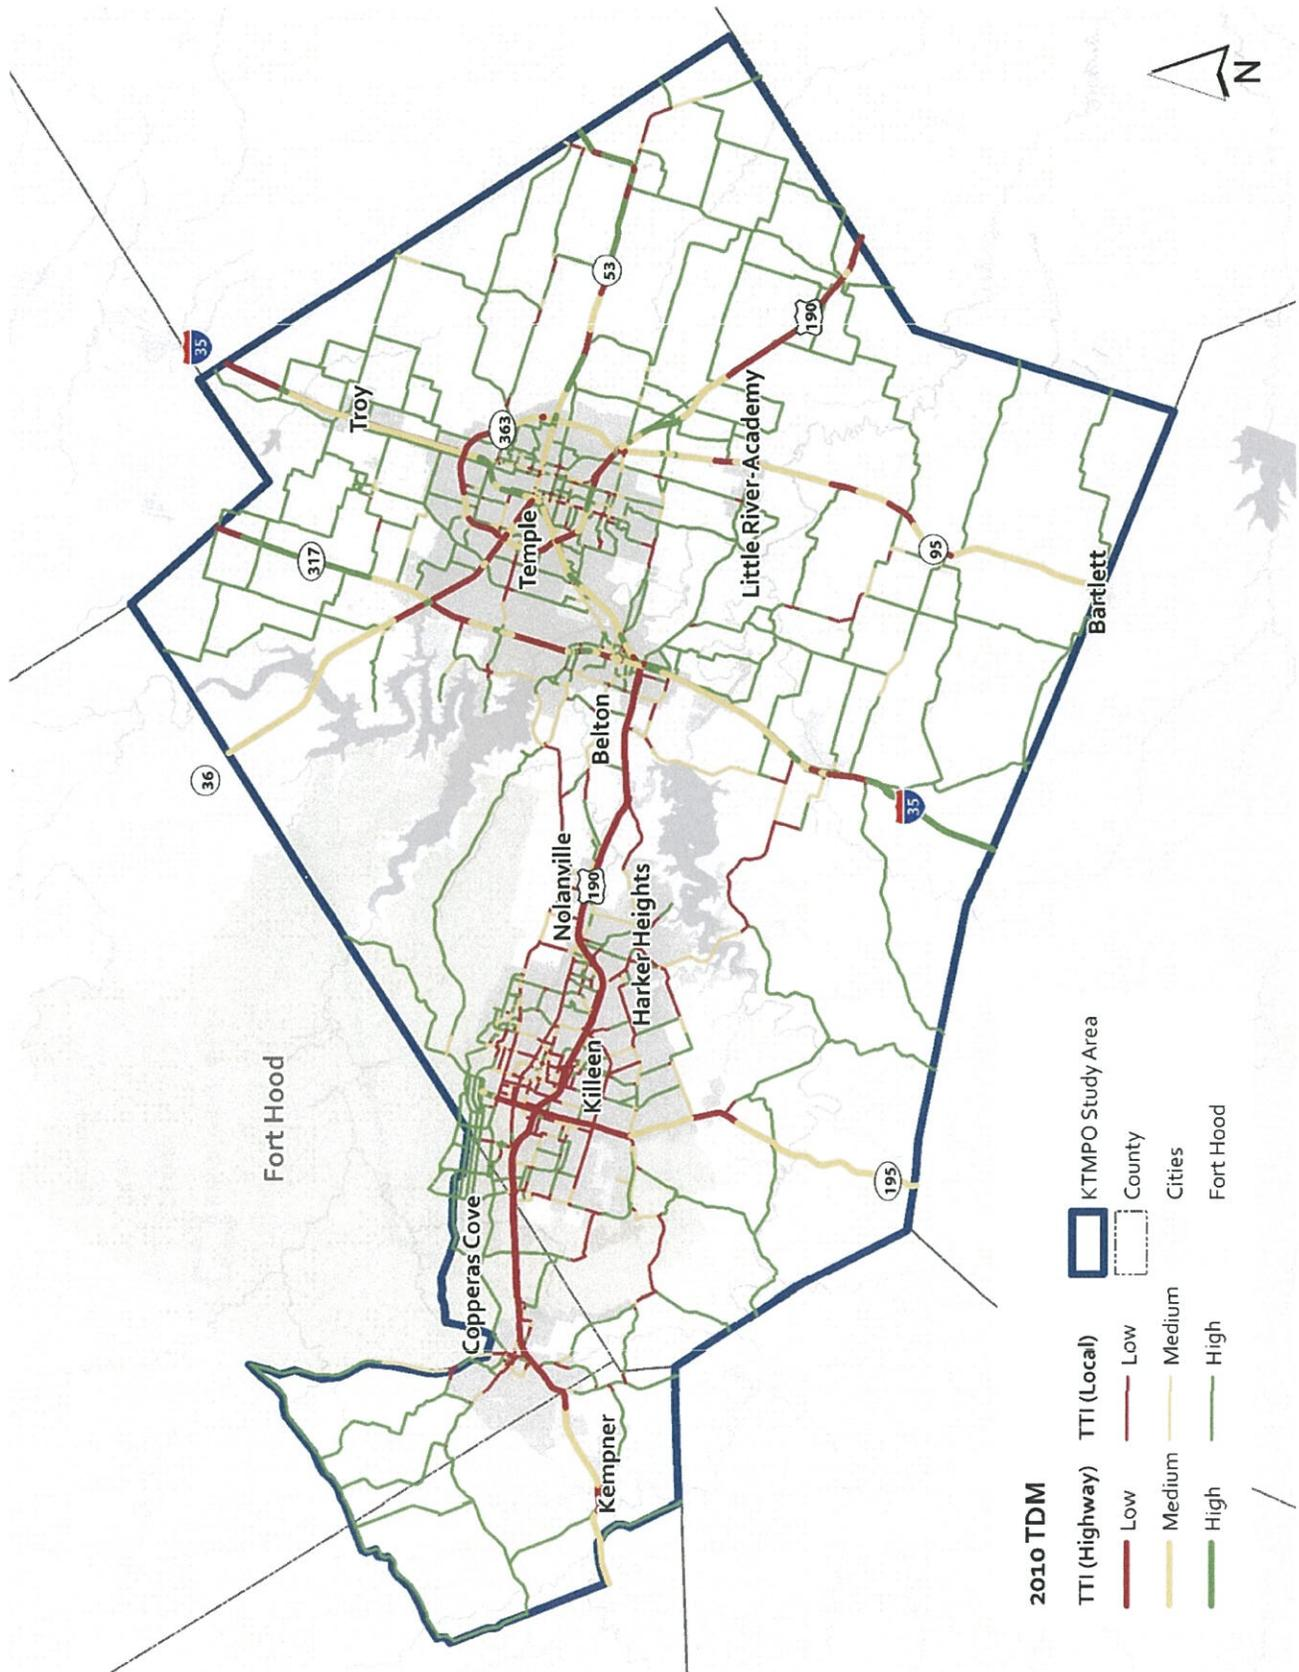 N
Fort Hood
36
317
35
Troy
363
53
190
Temple
Belton
Little River-Academy
95
Bartlett
35
Nolanville
190
Harker Heights
Killeen
195
Copperas Cove
Kempner
2010 TDM
TTI (Highway)
Low
Medium
High
TTI (Local)
Low
Medium
High
KTMPO Study Area
County
Cities
Fort Hood